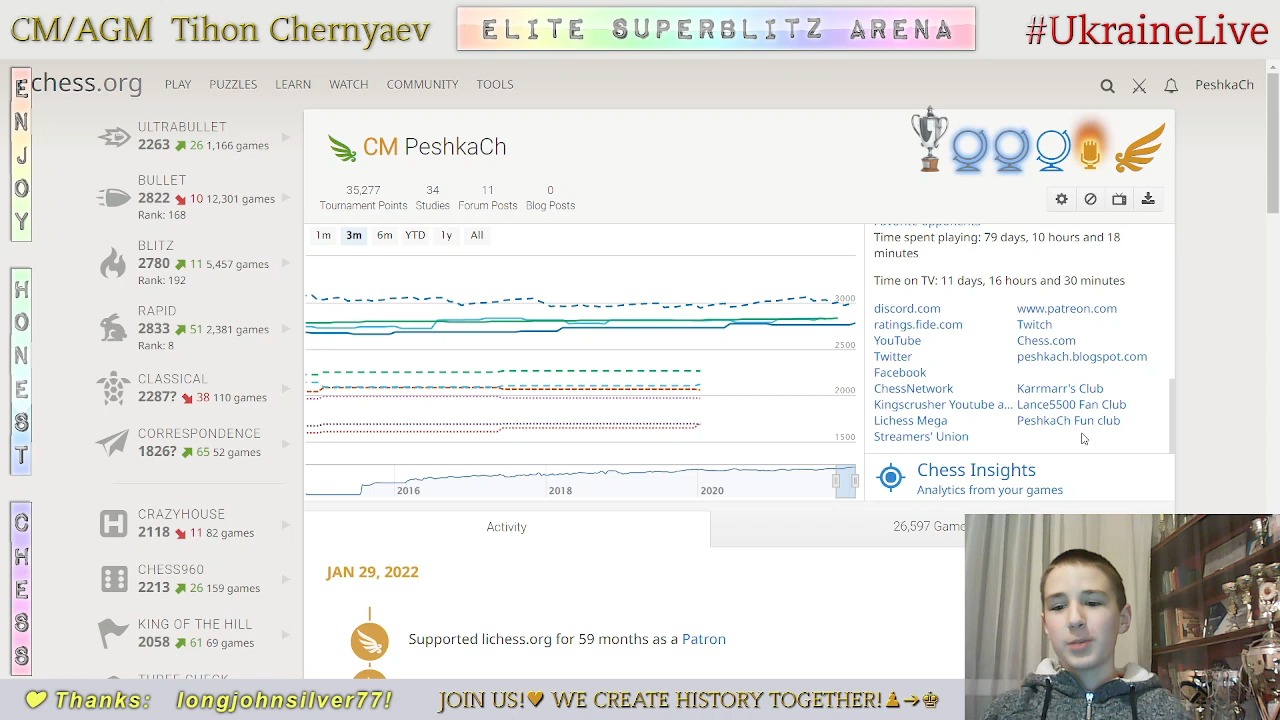 CM/AGM Tihon Chernyaev
ELITE SUPERBLITZ ARENA
#UkraineLive
ENJOY
HONEST
CHESS
chess.org
PLAY PUZZLES LEARN WATCH COMMUNITY TOOLS
PeshkaCh
ULTRABULLET
2263 26 1,166 games
BULLET
2822 10 12,301 games
Rank: 168
BLITZ
2780 11 5,457 games
Rank: 192
RAPID
2833 51 2,381 games
Rank: 8
CLASSICAL
2287? 38 110 games
CORRESPONDENCE
1826? 65 52 games
CRAZYHOUSE
2118 11 82 games
CHESS960
2213 26 159 games
KING OF THE HILL
2058 61 69 games
CM PeshkaCh
35,277 34 11 0
Tournament Points Studies Forum Posts Blog Posts
1m 3m 6m YTD 1y All
3000
2500
2000
1500
2016 2018 2020
Time spent playing: 79 days, 10 hours and 18
minutes
Time on TV: 11 days, 16 hours and 30 minutes
discord.com www.patreon.com
ratings.fide.com Twitch
YouTube Chess.com
Twitter peshkach.blogspot.com
Facebook
ChessNetwork Karrmarr's Club
Kingscrusher Youtube a... Lance5500 Fan Club
Lichess Mega PeshkaCh Fun club
Streamers' Union
Chess Insights
Analytics from your games
Activity
26,597 Game
JAN 29, 2022
Supported lichess.org for 59 months as a Patron
Thanks: longjohnsilver77!
JOIN US!♥ WE CREATE HISTORY TOGETHER!♟→♚